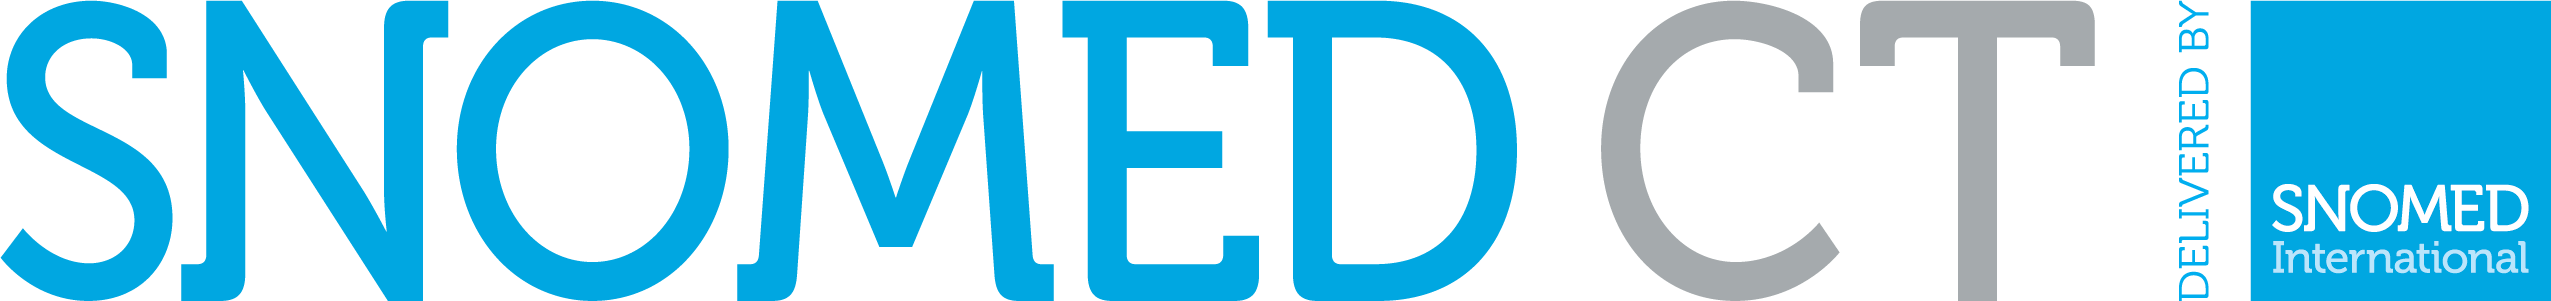 SNOMED CT
DELIVERED BY
SNOMED
International